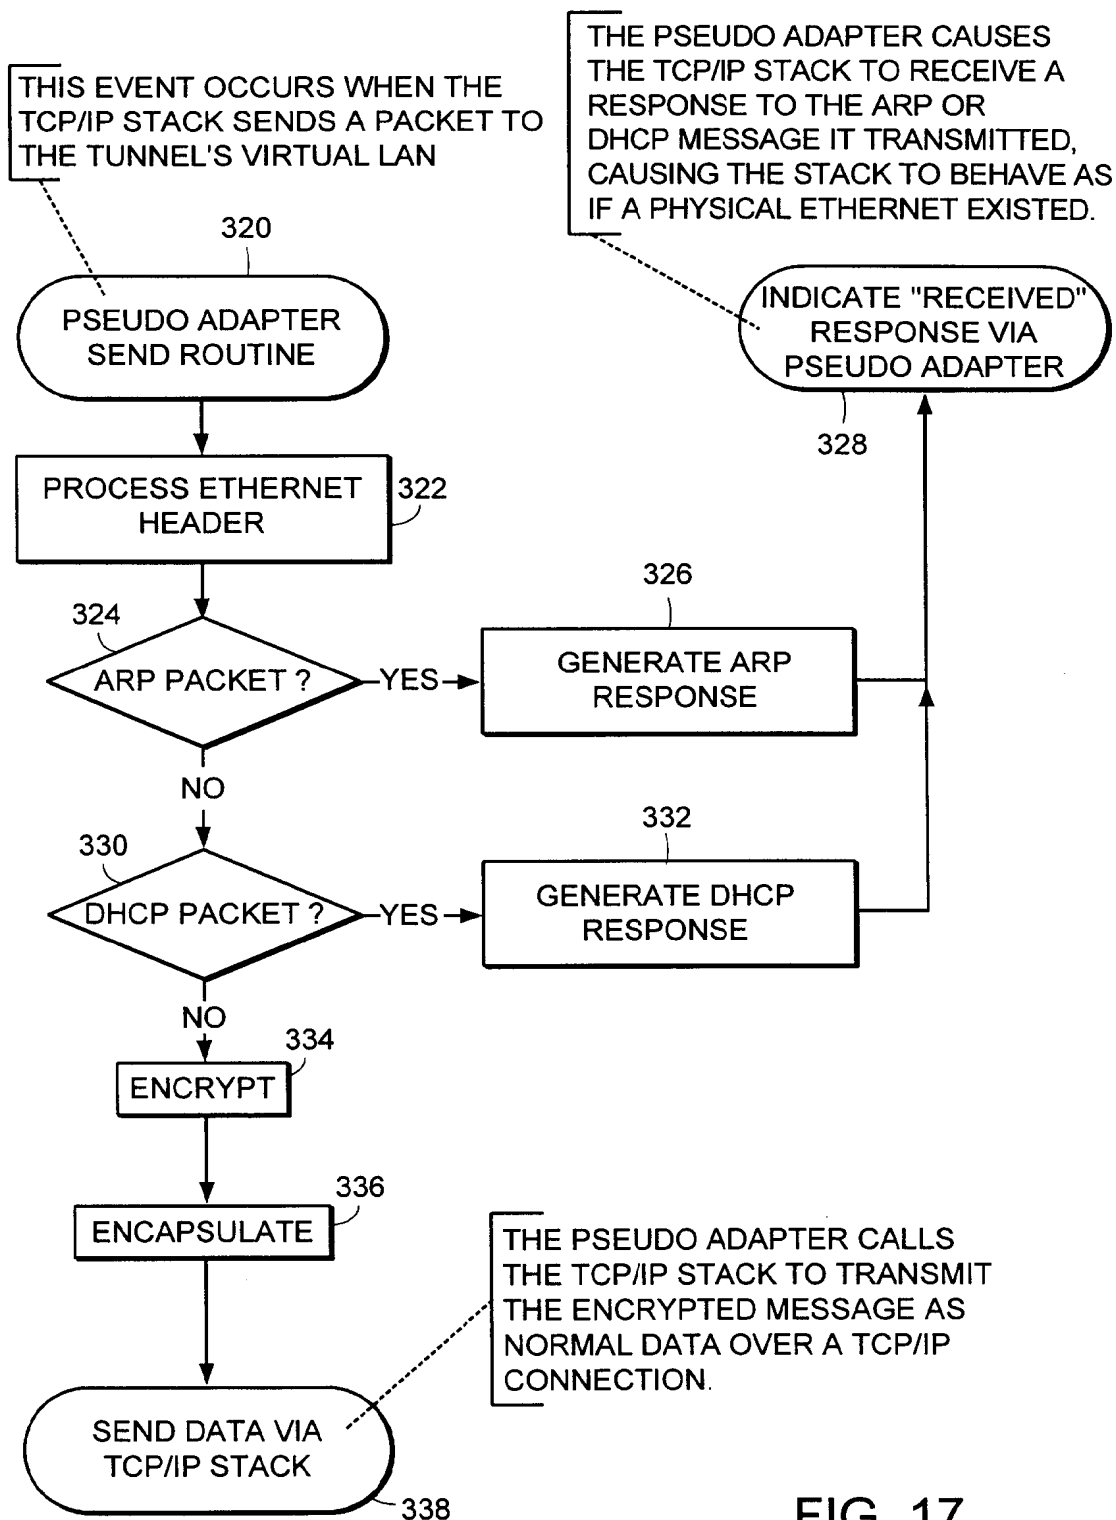 THIS EVENT OCCURS WHEN THE
TCP/IP STACK SENDS A PACKET TO
THE TUNNEL'S VIRTUAL LAN
THE PSEUDO ADAPTER CAUSES
THE TCP/IP STACK TO RECEIVE A
RESPONSE TO THE ARP OR
DHCP MESSAGE IT TRANSMITTED,
CAUSING THE STACK TO BEHAVE AS
IF A PHYSICAL ETHERNET EXISTED.
320
PSEUDO ADAPTER
SEND ROUTINE
INDICATE "RECEIVED"
RESPONSE VIA
PSEUDO ADAPTER
328
PROCESS ETHERNET
HEADER
322
324
ARP PACKET ?
YES
326
GENERATE ARP
RESPONSE
NO
330
DHCP PACKET ?
YES
332
GENERATE DHCP
RESPONSE
NO
334
ENCRYPT
336
ENCAPSULATE
THE PSEUDO ADAPTER CALLS
THE TCP/IP STACK TO TRANSMIT
THE ENCRYPTED MESSAGE AS
NORMAL DATA OVER A TCP/IP
CONNECTION.
SEND DATA VIA
TCP/IP STACK
338
FIG. 17